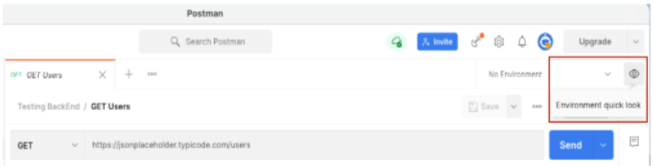 Postman
Search Postman
Invite
Upgrade
GET GET Users
No Environment
Testing BackEnd / GET Users
Save
Environment quick look
GET
https://jsonplaceholder.typicode.com/users
Send